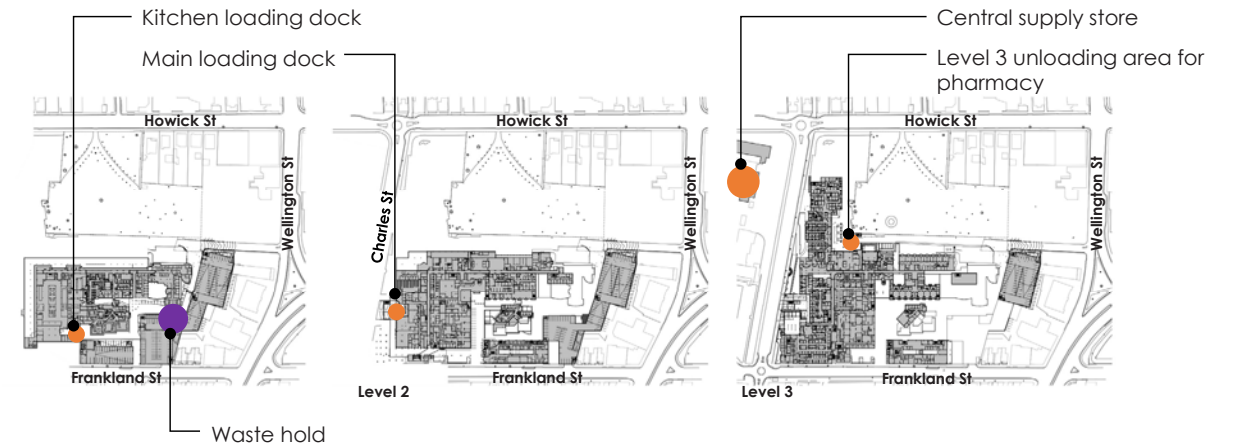 Kitchen loading dock
Main loading dock
Central supply store
Level 3 unloading area for
pharmacy
Howick St
Howick St
Howick St
Wellington St
Charles St
Wellington St
Wellington St
Frankland St
Frankland St
Frankland St
Level 2
Level 3
Waste hold